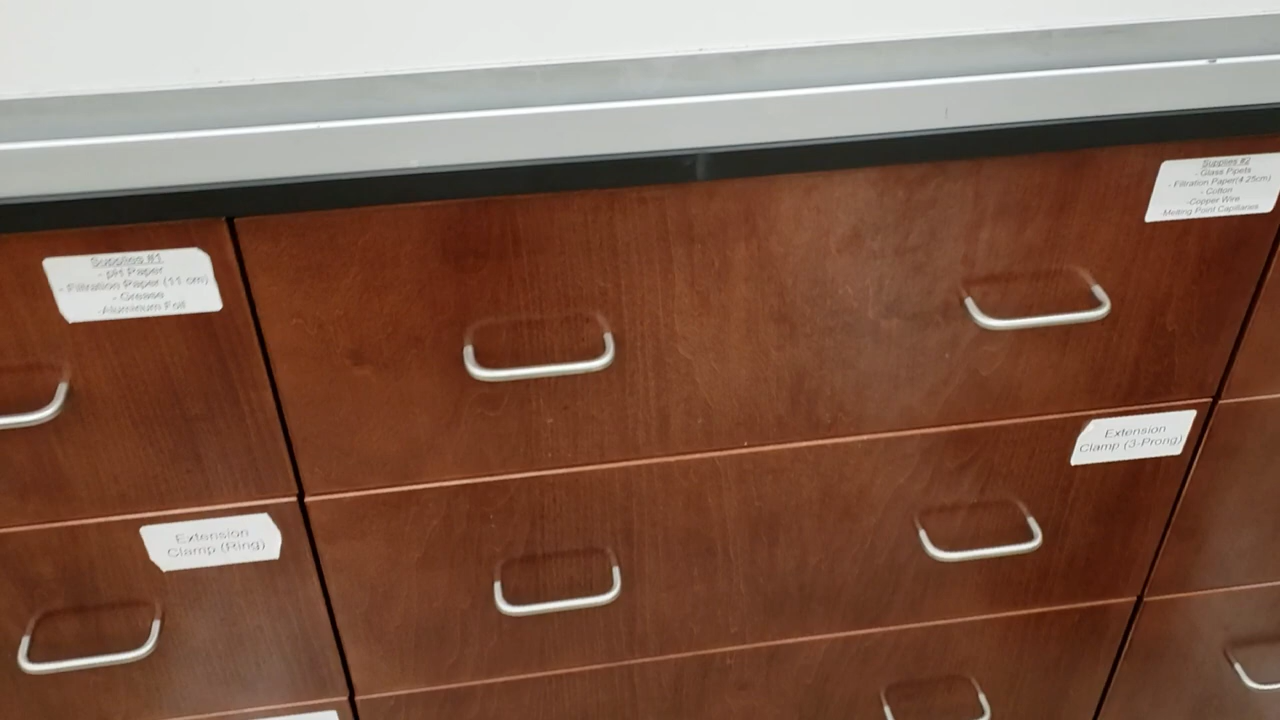 Supplies #1
- pH Paper
- Filtration Paper (11 cm)
- Grease
-Aluminium Foil
Supplies #2
- Glass Pipets
- Filtration Paper(4.25cm)
- Cotton
-Copper Wire
Melting Point Capillaries
Extension
Clamp (Ring)
Extension
Clamp (3-Prong)